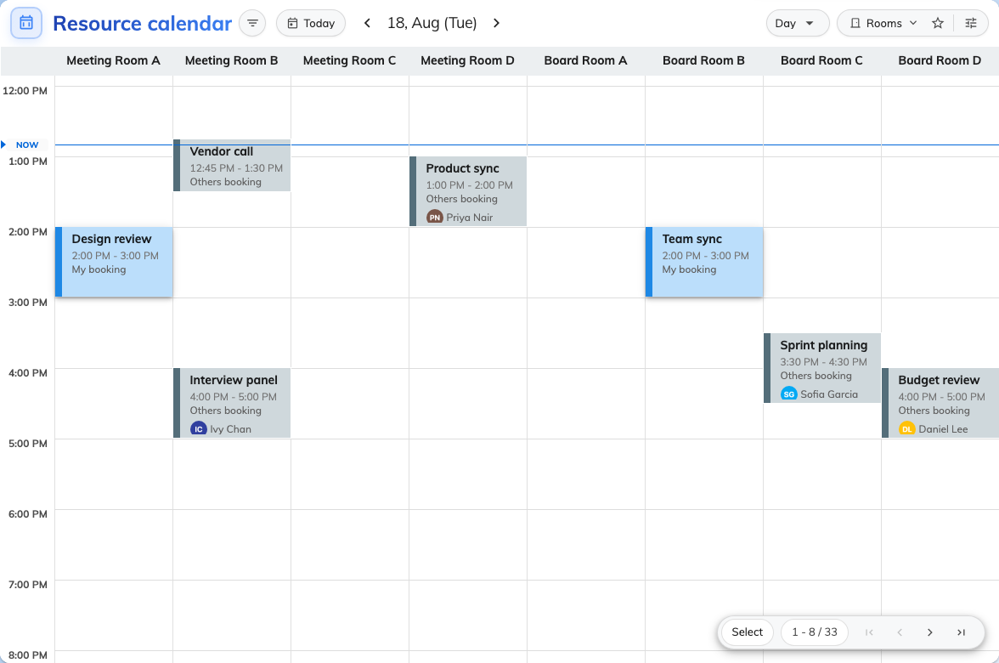 Resource calendar
Today
18, Aug (Tue)
Day
Rooms
Meeting Room A
Meeting Room B
Meeting Room C
Meeting Room D
Board Room A
Board Room B
Board Room C
Board Room D
12:00 PM
NOW
Vendor call
12:45 PM - 1:30 PM
Others booking
1:00 PM
Product sync
1:00 PM - 2:00 PM
Others booking
PN Priya Nair
2:00 PM
Design review
2:00 PM - 3:00 PM
My booking
Team sync
2:00 PM - 3:00 PM
My booking
3:00 PM
Sprint planning
3:30 PM - 4:30 PM
Others booking
SG Sofia Garcia
4:00 PM
Interview panel
4:00 PM - 5:00 PM
Others booking
IC Ivy Chan
Budget review
4:00 PM - 5:00 PM
Others booking
DL Daniel Lee
5:00 PM
6:00 PM
7:00 PM
Select
1 - 8 / 33
8:00 PM